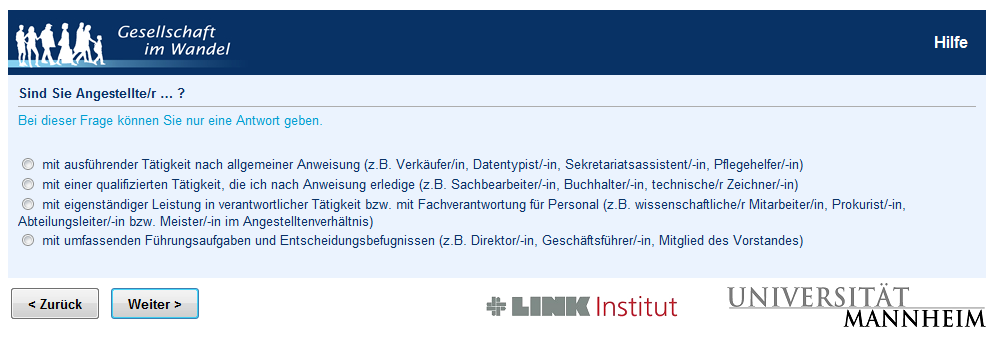 Gesellschaft
im Wandel
Hilfe
Sind Sie Angestellte/r ... ?
Bei dieser Frage können Sie nur eine Antwort geben.
mit ausführender Tätigkeit nach allgemeiner Anweisung (z.B. Verkäufer/in, Datentypist/-in, Sekretariatsassistent/-in, Pflegehelfer/-in)
mit einer qualifizierten Tätigkeit, die ich nach Anweisung erledige (z.B. Sachbearbeiter/-in, Buchhalter/-in, technische/r Zeichner/-in)
mit eigenständiger Leistung in verantwortlicher Tätigkeit bzw. mit Fachverantwortung für Personal (z.B. wissenschaftliche/r Mitarbeiter/in, Prokurist/-in,
Abteilungsleiter/-in bzw. Meister/-in im Angestelltenverhältnis)
mit umfassenden Führungsaufgaben und Entscheidungsbefugnissen (z.B. Direktor/-in, Geschäftsführer/-in, Mitglied des Vorstandes)
< Zurück
Weiter >
LINK Institut
UNIVERSITÄT
MANNHEIM